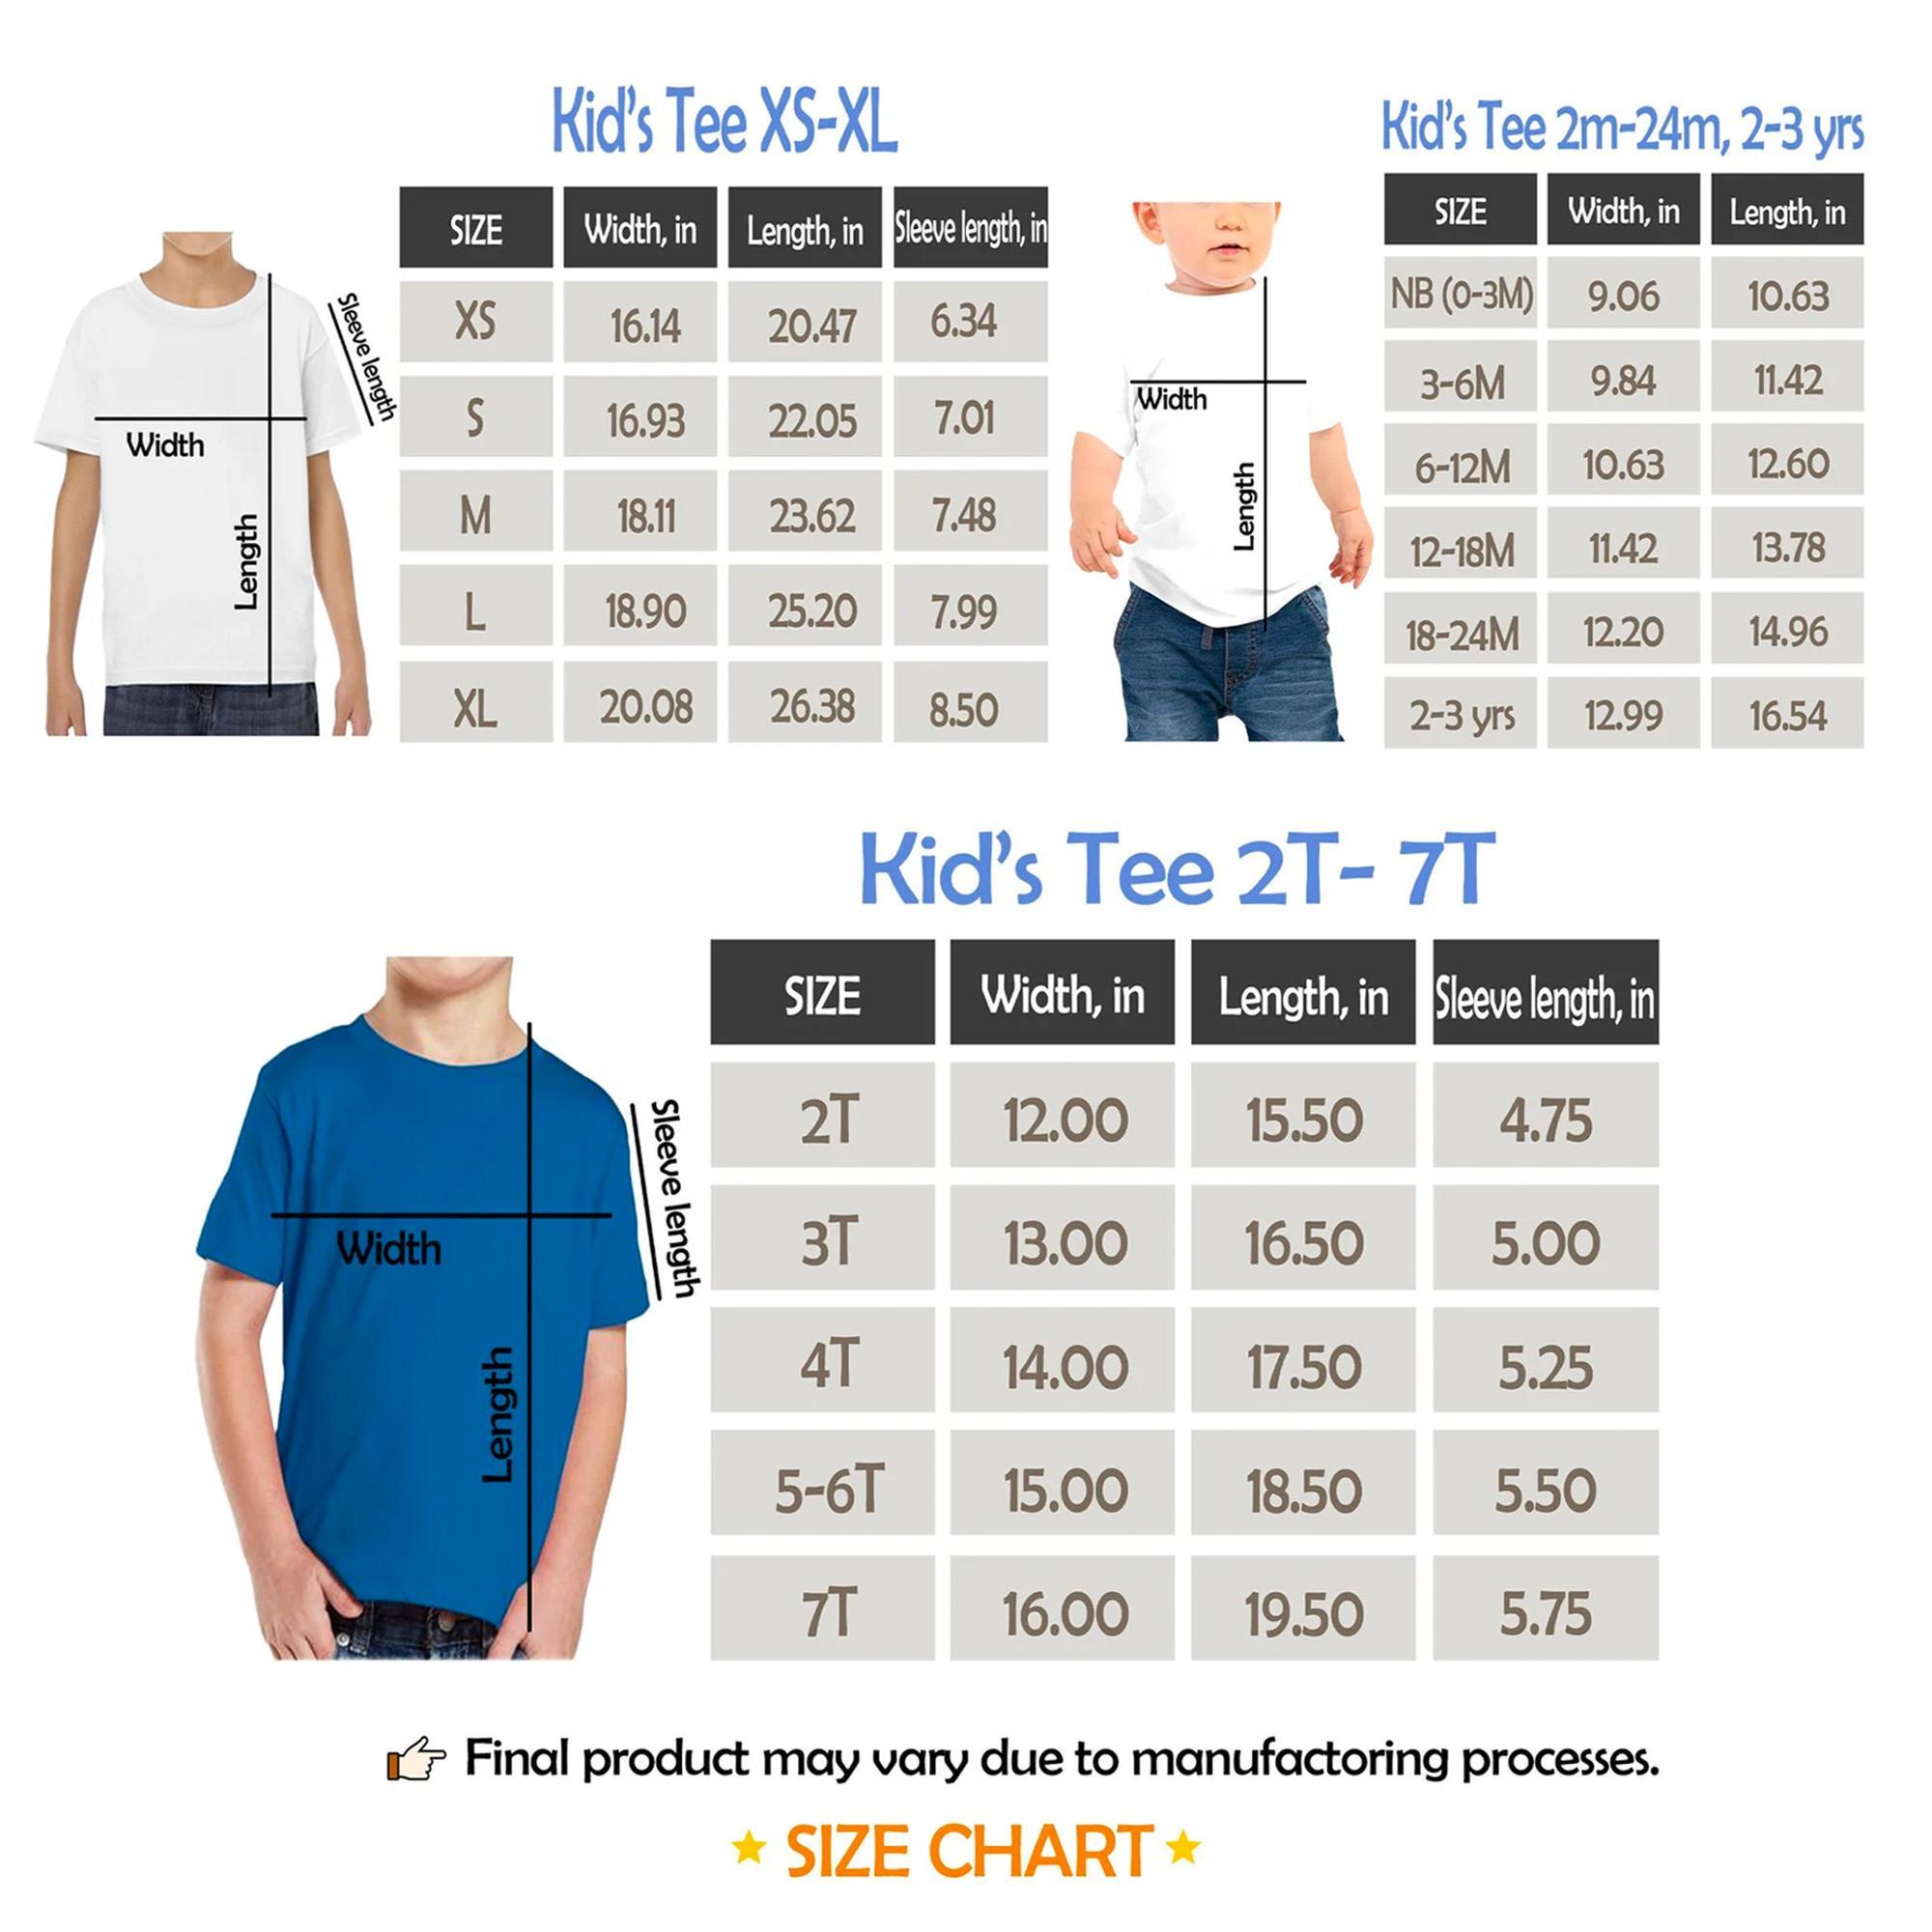 Kid's Tee XS-XL
SIZE Width, in Length, in Sleeve length, in
XS 16.14 20.47 6.34
S 16.93 22.05 7.01
M 18.11 23.62 7.48
L 18.90 25.20 7.99
XL 20.08 26.38 8.50
Width
Length
Sleeve length
Kid's Tee 2m-24m, 2-3 yrs
SIZE Width, in Length, in
NB (0-3M) 9.06 10.63
3-6M 9.84 11.42
6-12M 10.63 12.60
12-18M 11.42 13.78
18-24M 12.20 14.96
2-3 yrs 12.99 16.54
Width
Length
Kid's Tee 2T- 7T
SIZE Width, in Length, in Sleeve length, in
2T 12.00 15.50 4.75
3T 13.00 16.50 5.00
4T 14.00 17.50 5.25
5-6T 15.00 18.50 5.50
7T 16.00 19.50 5.75
Width
Length
Sleeve length
Final product may vary due to manufactoring processes.
SIZE CHART